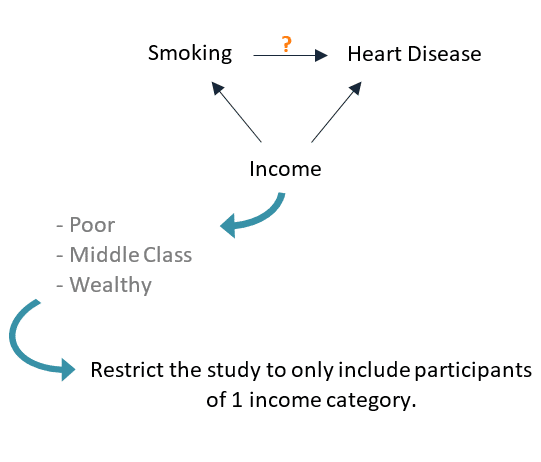 ?
Smoking
Heart Disease
Income
- Poor
- Middle Class
- Wealthy
Restrict the study to only include participants
of 1 income category.